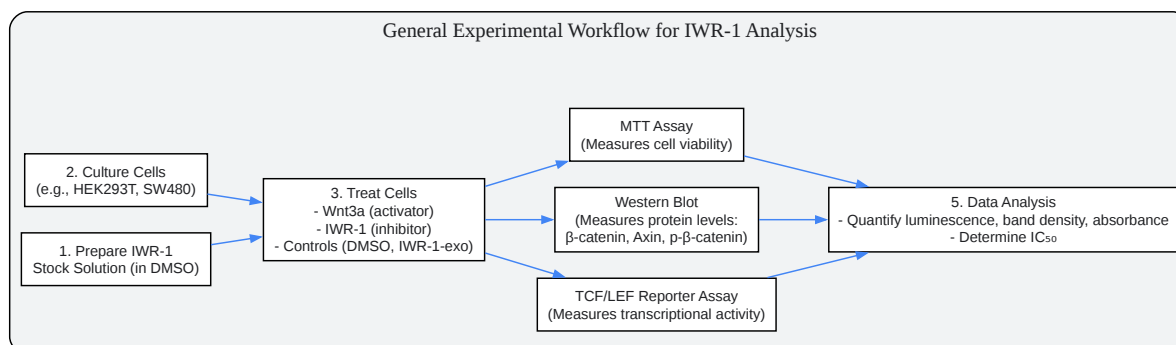 General Experimental Workflow for IWR-1 Analysis
2. Culture Cells
(e.g., HEK293T, SW480)
1. Prepare IWR-1
Stock Solution (in DMSO)
3. Treat Cells
- Wnt3a (activator)
- IWR-1 (inhibitor)
- Controls (DMSO, IWR-1-exo)
MTT Assay
(Measures cell viability)
Western Blot
(Measures protein levels:
β-catenin, Axin, p-β-catenin)
TCF/LEF Reporter Assay
(Measures transcriptional activity)
5. Data Analysis
- Quantify luminescence, band density, absorbance
- Determine IC₅₀